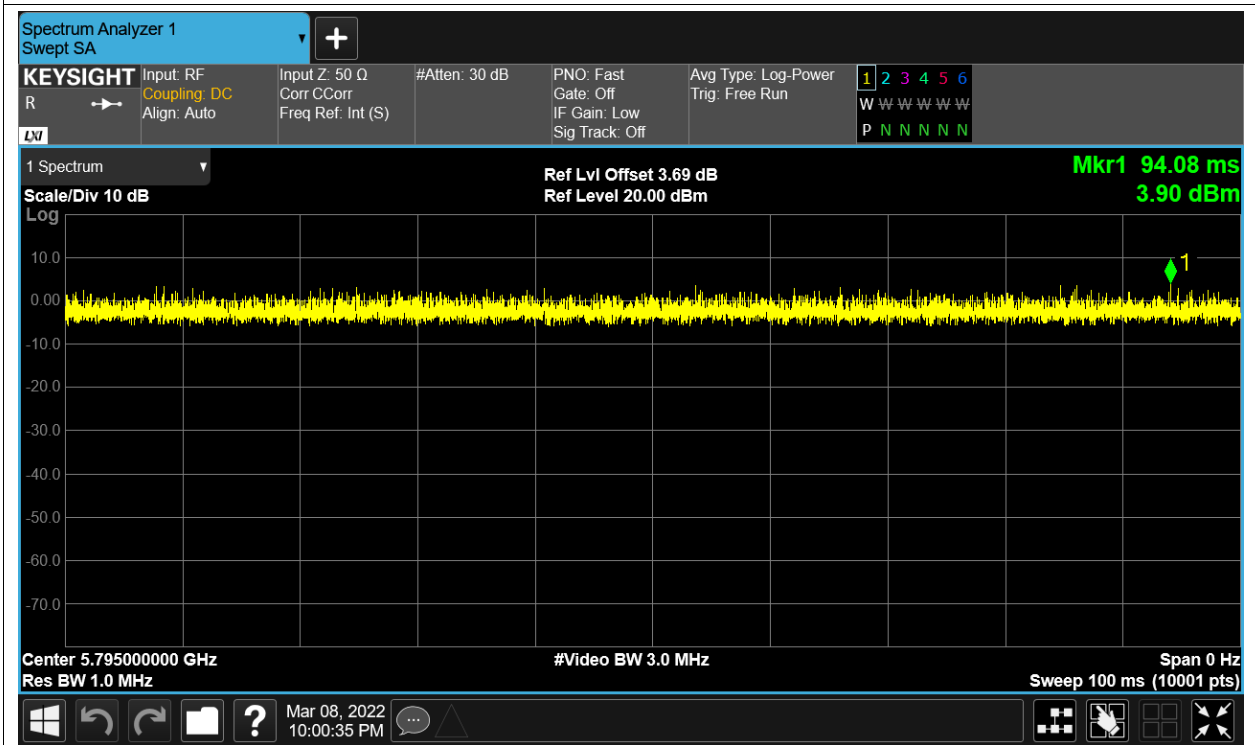 Spectrum Analyzer 1
Swept SA
KEYSIGHT
R
LXI
Input: RF
Coupling: DC
Align: Auto
Input Z: 50 Ω
Corr CCorr
Freq Ref: Int (S)
#Atten: 30 dB
PNO: Fast
Gate: Off
IF Gain: Low
Sig Track: Off
Avg Type: Log-Power
Trig: Free Run
1 2 3 4 5 6
W W W W W W
P N N N N N
1 Spectrum
Scale/Div 10 dB
Log
Ref Lvl Offset 3.69 dB
Ref Level 20.00 dBm
Mkr1 94.08 ms
3.90 dBm
1
10.0
0.00
-10.0
-20.0
-30.0
-40.0
-50.0
-60.0
-70.0
Center 5.795000000 GHz
Res BW 1.0 MHz
#Video BW 3.0 MHz
Span 0 Hz
Sweep 100 ms (10001 pts)
?
Mar 08, 2022
10:00:35 PM